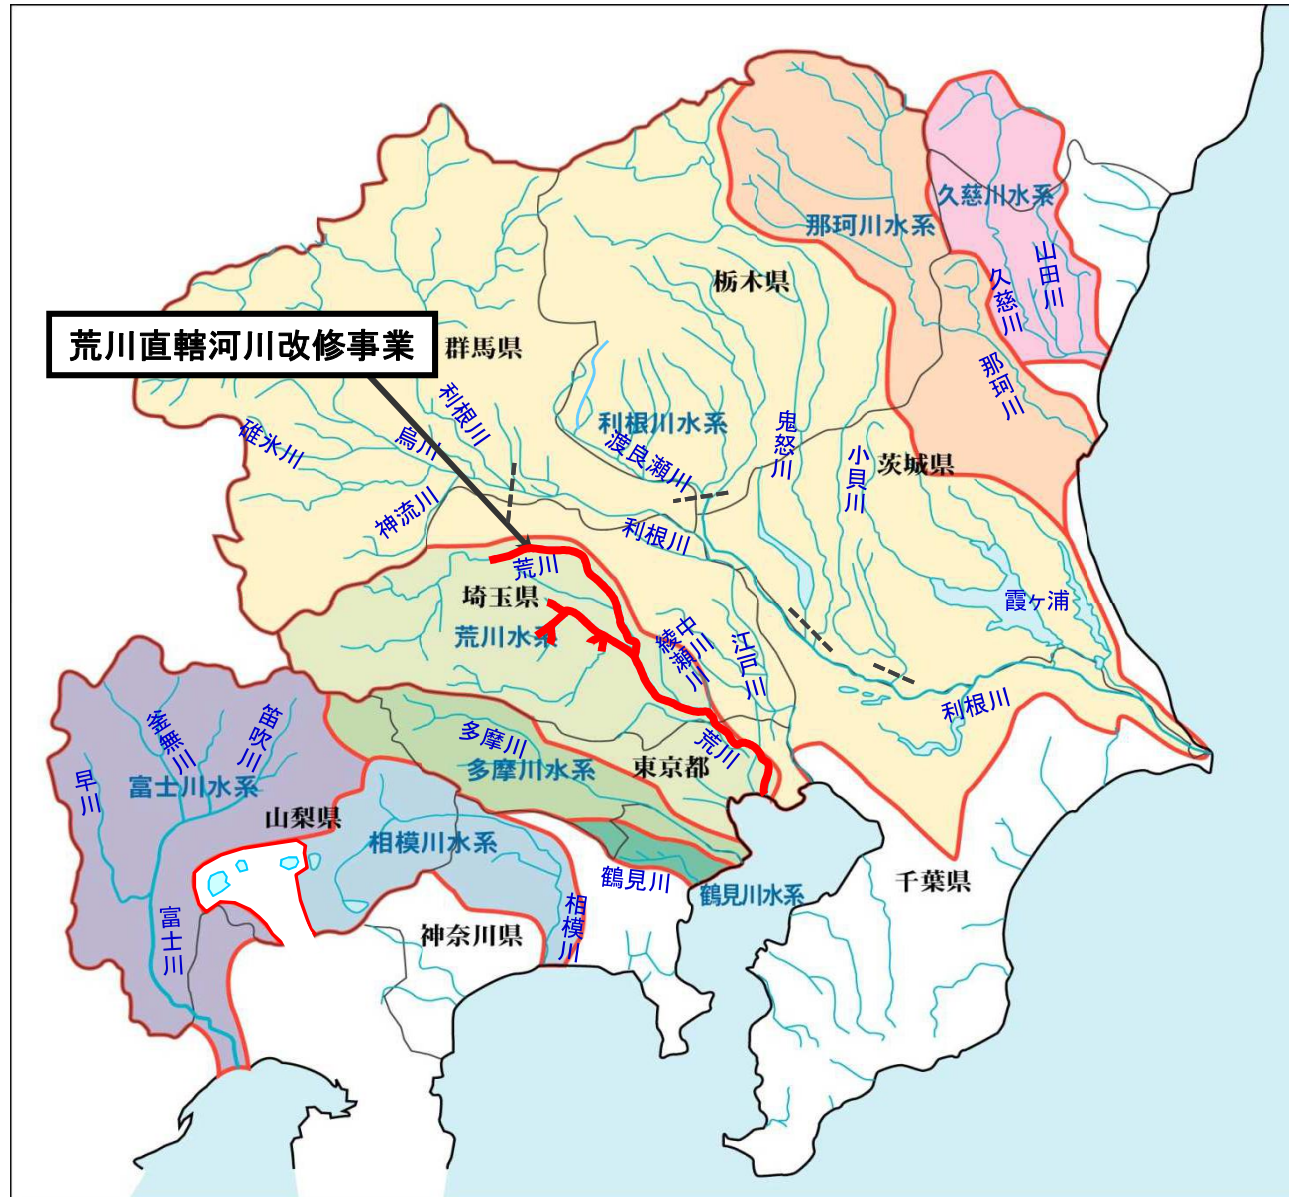 久慈川水系
那珂川水系
山田川
久慈川
栃木県
荒川直轄河川改修事業
群馬県
那珂川
利根川
利根川水系
鬼怒川
碓氷川
烏川
渡良瀬川
小貝川
茨城県
神流川
利根川
荒川
埼玉県
霞ヶ浦
荒川水系
綾瀬川
中川
江戸川
利根川
釜無川
笛吹川
多摩川
荒川
早川
富士川水系
多摩川水系
東京都
山梨県
相模川水系
鶴見川
千葉県
鶴見川水系
相模川
富士川
神奈川県